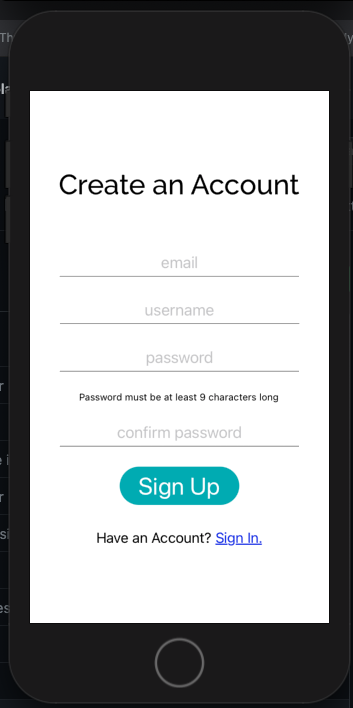 Create an Account
email
username
password
Password must be at least 9 characters long
confirm password
Sign Up
Have an Account? Sign In.